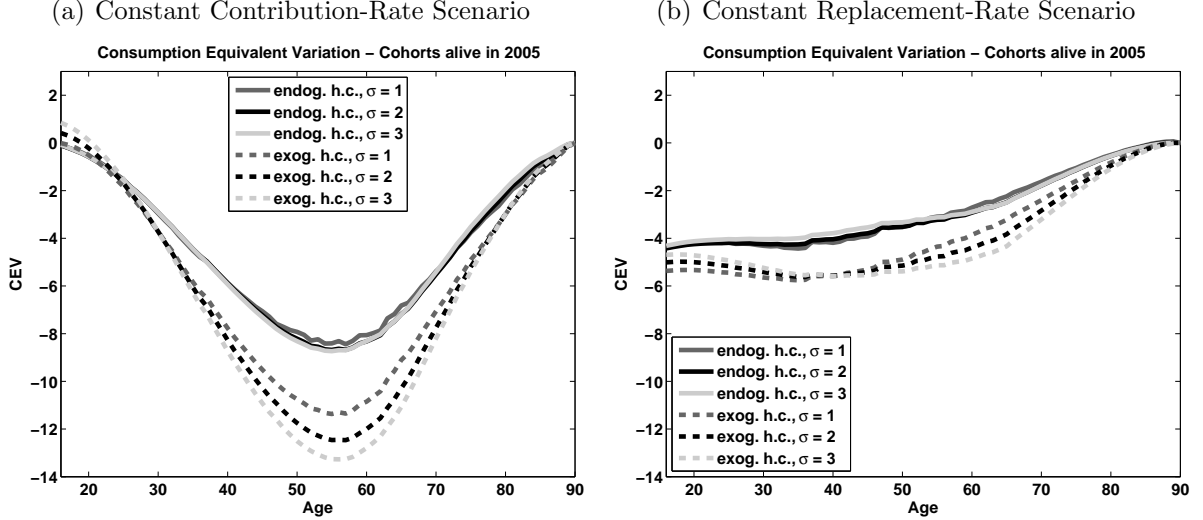 (a) Constant Contribution-Rate Scenario
Consumption Equivalent Variation – Cohorts alive in 2005
2
0
−2
−4
−6
−8
−10
−12
−14
CEV
endog. h.c., σ = 1
endog. h.c., σ = 2
endog. h.c., σ = 3
exog. h.c., σ = 1
exog. h.c., σ = 2
exog. h.c., σ = 3
20 30 40 50 60 70 80 90
Age
(b) Constant Replacement-Rate Scenario
Consumption Equivalent Variation – Cohorts alive in 2005
2
0
−2
−4
−6
−8
−10
−12
−14
CEV
endog. h.c., σ = 1
endog. h.c., σ = 2
endog. h.c., σ = 3
exog. h.c., σ = 1
exog. h.c., σ = 2
exog. h.c., σ = 3
20 30 40 50 60 70 80 90
Age